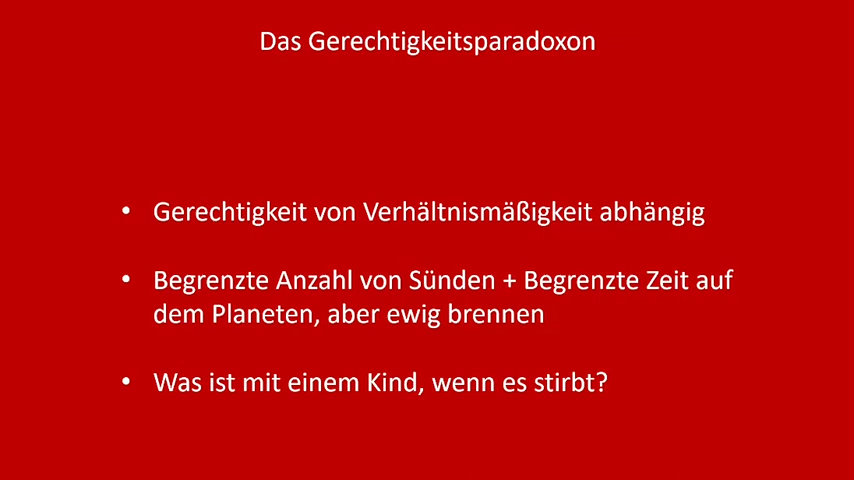 Das Gerechtigkeitsparadoxon
• Gerechtigkeit von Verhältnismäßigkeit abhängig
• Begrenzte Anzahl von Sünden + Begrenzte Zeit auf
dem Planeten, aber ewig brennen
• Was ist mit einem Kind, wenn es stirbt?